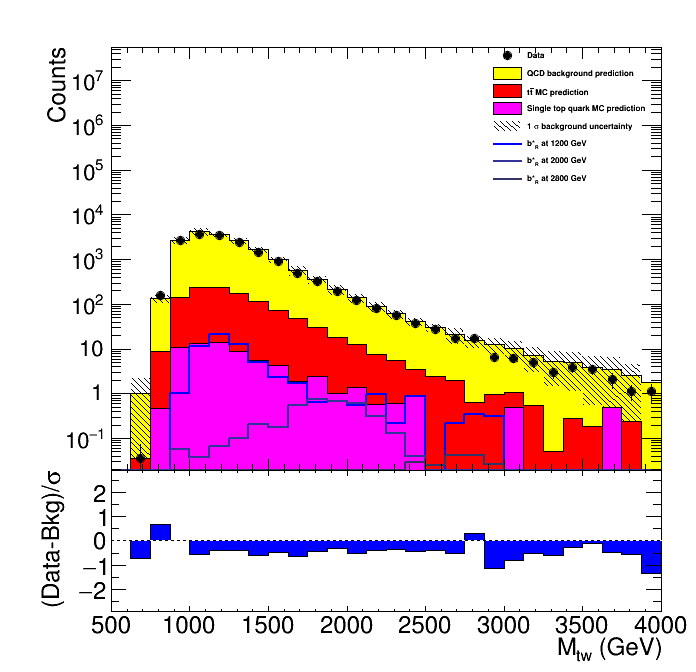 Counts
10⁷
10⁶
10⁵
10⁴
10³
10²
10
1
10⁻¹
Data
QCD background prediction
tt̅ MC prediction
Single top quark MC prediction
1 σ background uncertainty
b*R at 1200 GeV
b*R at 2000 GeV
b*R at 2800 GeV
(Data-Bkg)/σ
2
1
0
−1
−2
500 1000 1500 2000 2500 3000 3500 4000
Mtw (GeV)